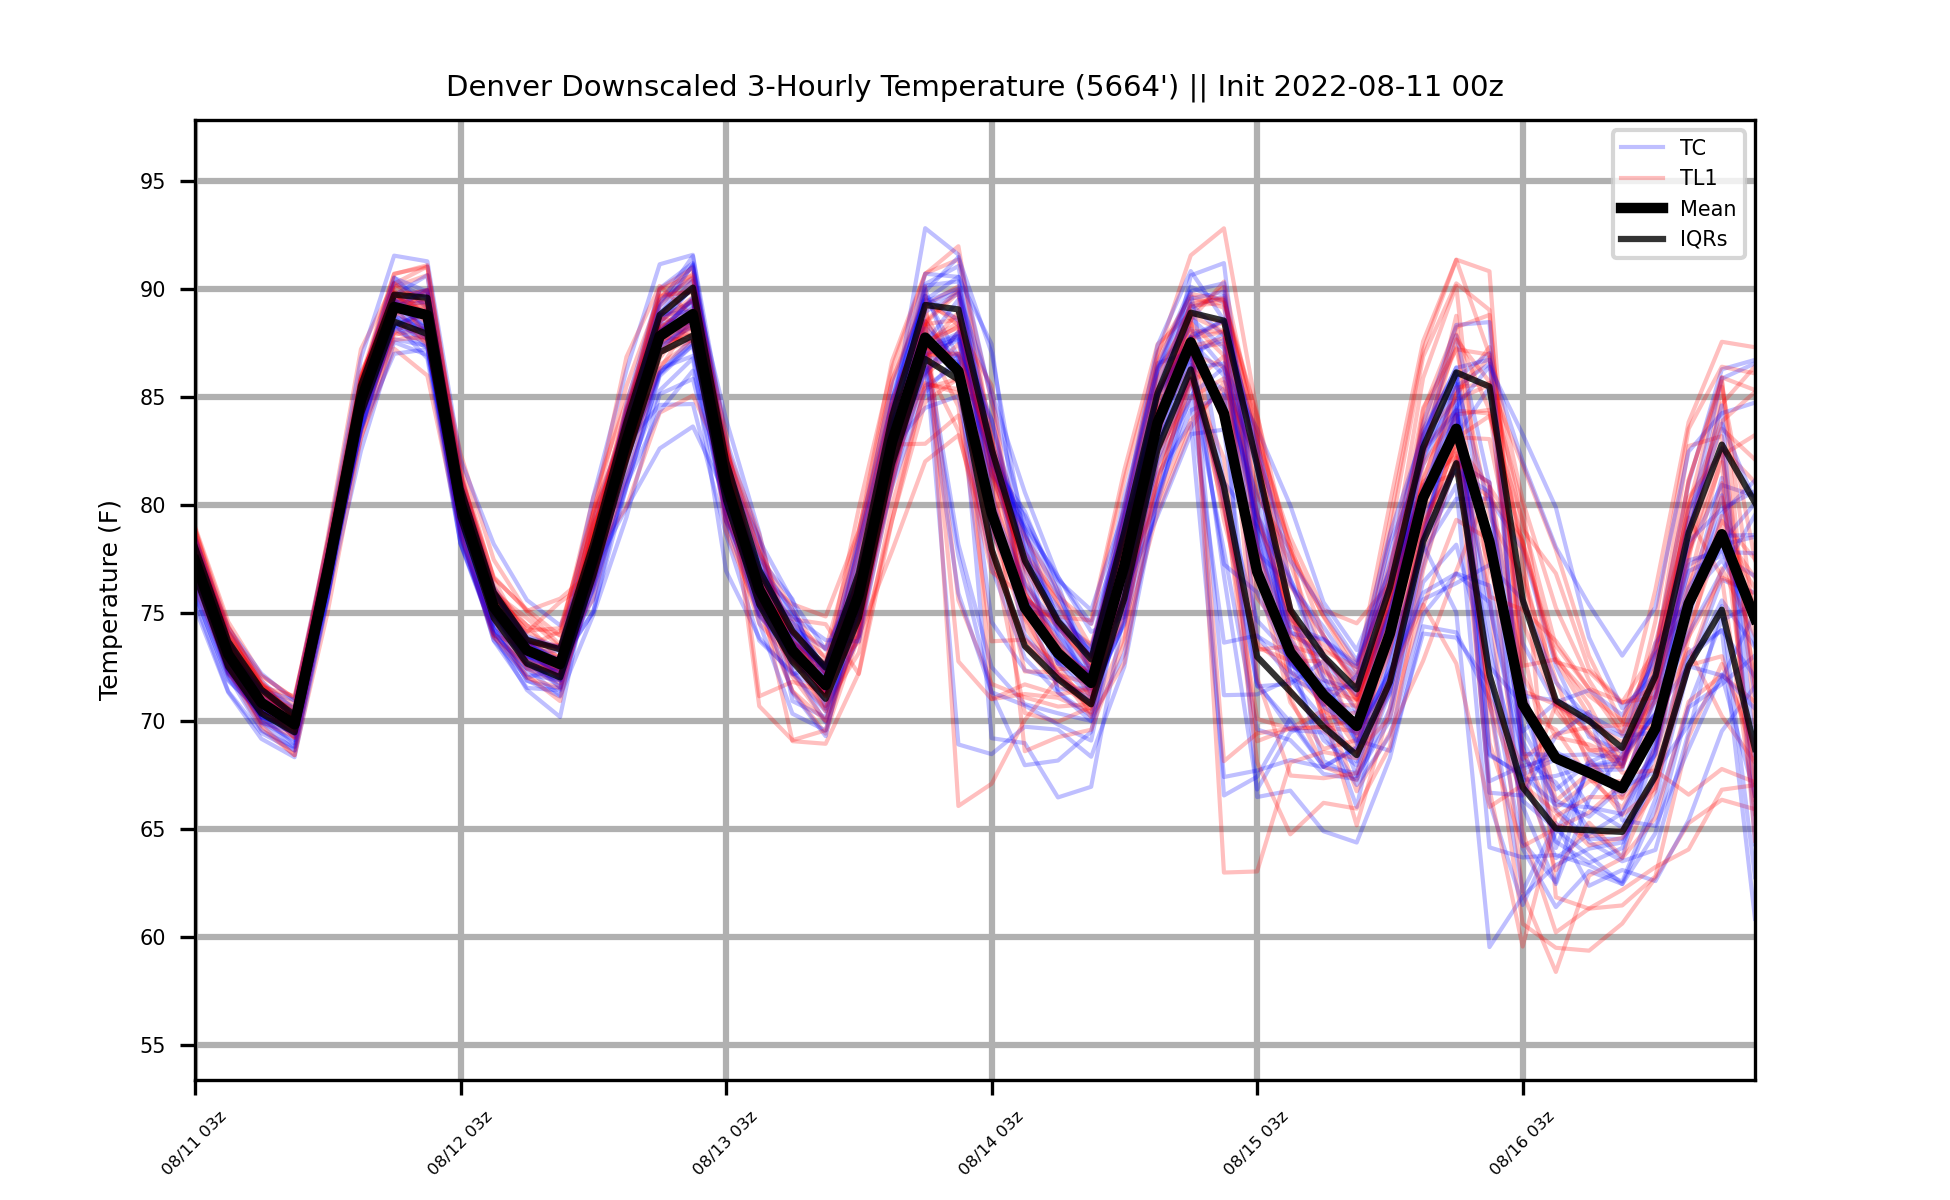 Denver Downscaled 3-Hourly Temperature (5664') || Init 2022-08-11 00z
TC
TL1
Mean
IQRs
Temperature (F)
95
90
85
80
75
70
65
60
55
08/11 03z
08/12 03z
08/13 03z
08/14 03z
08/15 03z
08/16 03z